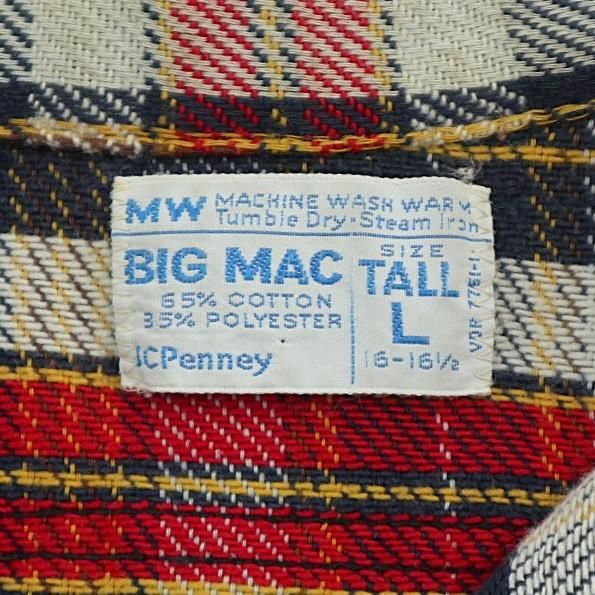 MW MACHINE WASH WARM
Tumble Dry-Steam Iron
BIG MAC
65% COTTON
35% POLYESTER
JCPenney
SIZE
TALL
L
16-16½